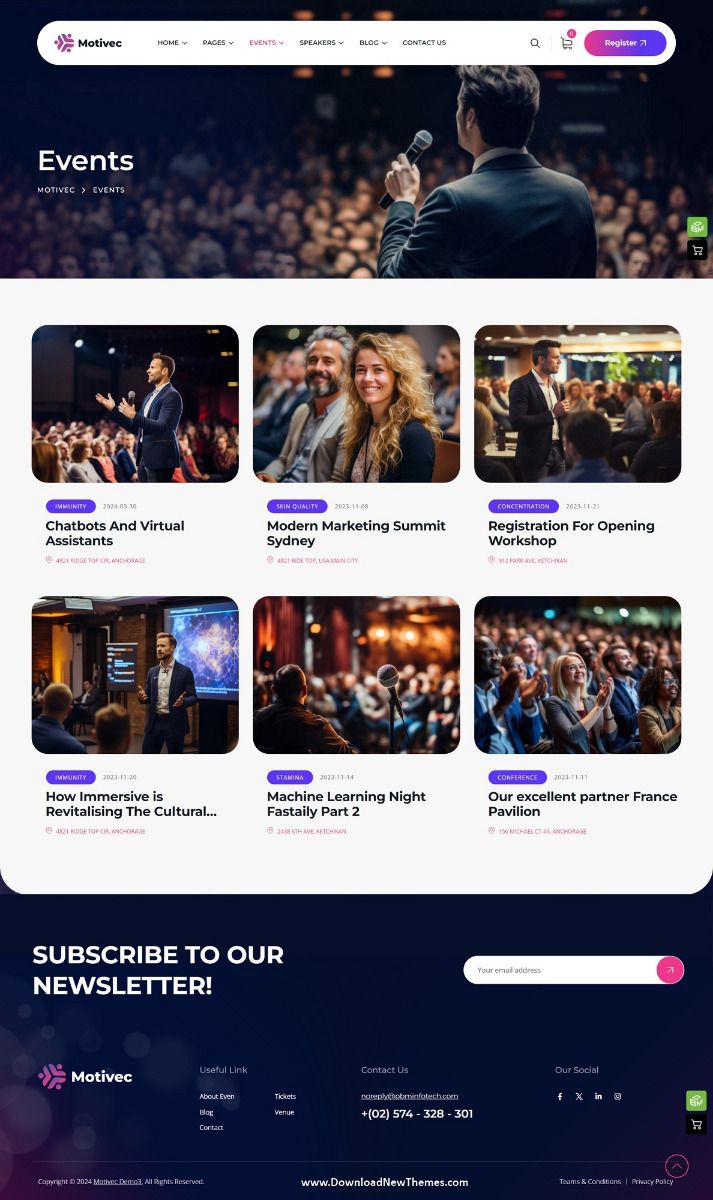 Motivec
HOME PAGES EVENTS SPEAKERS BLOG CONTACT US
0
Register
Events
MOTIVEC > EVENTS
IMMUNITY 2024-03-30
Chatbots And Virtual
Assistants
4821 RIDGE TOP CIR, ANCHORAGE
SKIN QUALITY 2023-11-08
Modern Marketing Summit
Sydney
4821 RIDE TOP, USA MAIN CITY,
CONCENTRATION 2023-11-21
Registration For Opening
Workshop
912 PARK AVE, KETCHIKAN
IMMUNITY 2023-11-20
How Immersive is
Revitalising The Cultural...
4821 RIDGE TOP CIR, ANCHORAGE
STAMINA 2023-11-14
Machine Learning Night
Fastaily Part 2
2438 6TH AVE, KETCHIKAN
CONFERENCE 2023-11-11
Our excellent partner France
Pavilion
156 MICHAEL CT #4, ANCHORAGE
SUBSCRIBE TO OUR
NEWSLETTER!
Your email address
Motivec
Useful Link
About Even
Tickets
Blog
Venue
Contact
Contact Us
noreply@pbminfotech.com
+(02) 574 - 328 - 301
Our Social
Copyright © 2024 Motivec Demo3, All Rights Reserved.
www.DownloadNewThemes.com
Terms & Conditions | Privacy Policy